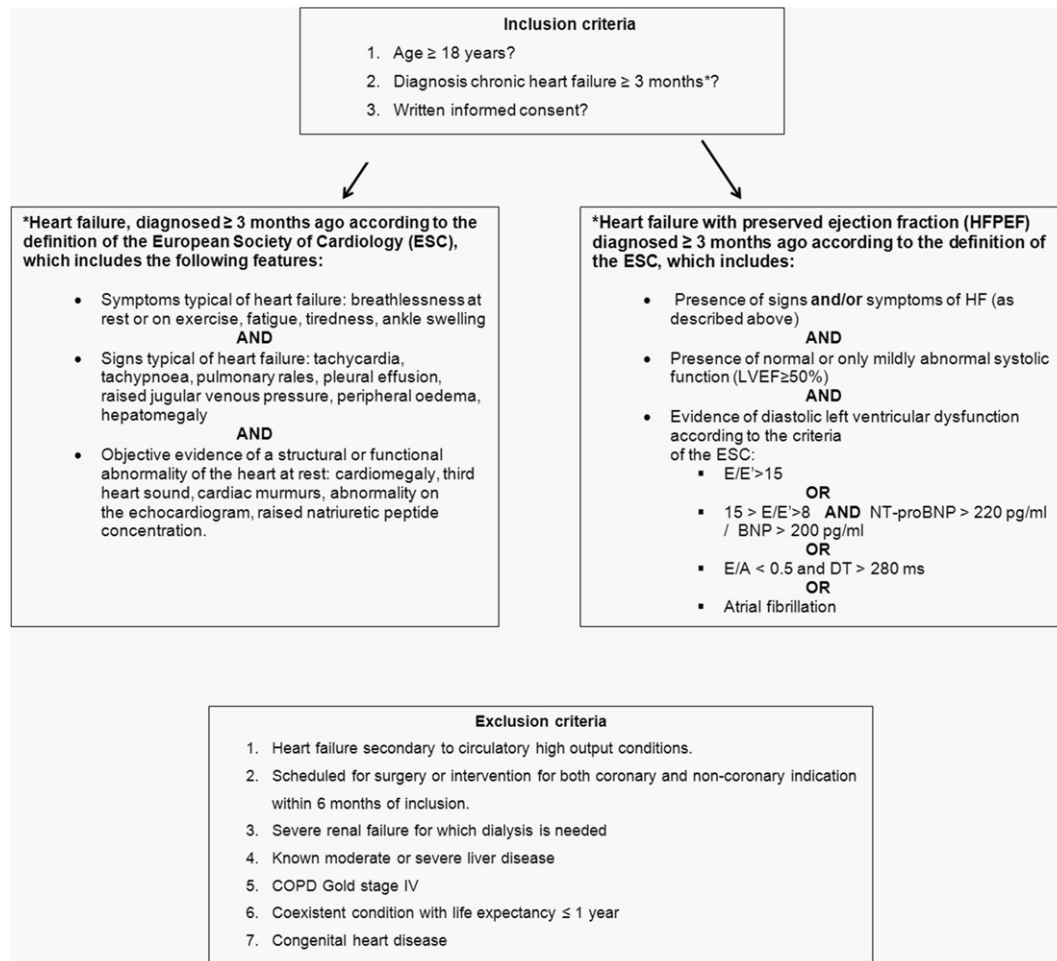 Inclusion criteria
1. Age ≥ 18 years?
2. Diagnosis chronic heart failure ≥ 3 months*?
3. Written informed consent?
*Heart failure, diagnosed ≥ 3 months ago according to the
definition of the European Society of Cardiology (ESC),
which includes the following features:
• Symptoms typical of heart failure: breathlessness at
rest or on exercise, fatigue, tiredness, ankle swelling
AND
• Signs typical of heart failure: tachycardia,
tachypnoea, pulmonary rales, pleural effusion,
raised jugular venous pressure, peripheral oedema,
hepatomegaly
AND
• Objective evidence of a structural or functional
abnormality of the heart at rest: cardiomegaly, third
heart sound, cardiac murmurs, abnormality on
the echocardiogram, raised natriuretic peptide
concentration.
*Heart failure with preserved ejection fraction (HFPEF)
diagnosed ≥ 3 months ago according to the definition of
the ESC, which includes:
• Presence of signs and/or symptoms of HF (as
described above)
AND
• Presence of normal or only mildly abnormal systolic
function (LVEF≥50%)
AND
• Evidence of diastolic left ventricular dysfunction
according to the criteria
of the ESC:
▪ E/E'>15
OR
▪ 15 > E/E'>8 AND NT-proBNP > 220 pg/ml
/ BNP > 200 pg/ml
OR
▪ E/A < 0.5 and DT > 280 ms
OR
▪ Atrial fibrillation
Exclusion criteria
1. Heart failure secondary to circulatory high output conditions.
2. Scheduled for surgery or intervention for both coronary and non-coronary indication
within 6 months of inclusion.
3. Severe renal failure for which dialysis is needed
4. Known moderate or severe liver disease
5. COPD Gold stage IV
6. Coexistent condition with life expectancy ≤ 1 year
7. Congenital heart disease